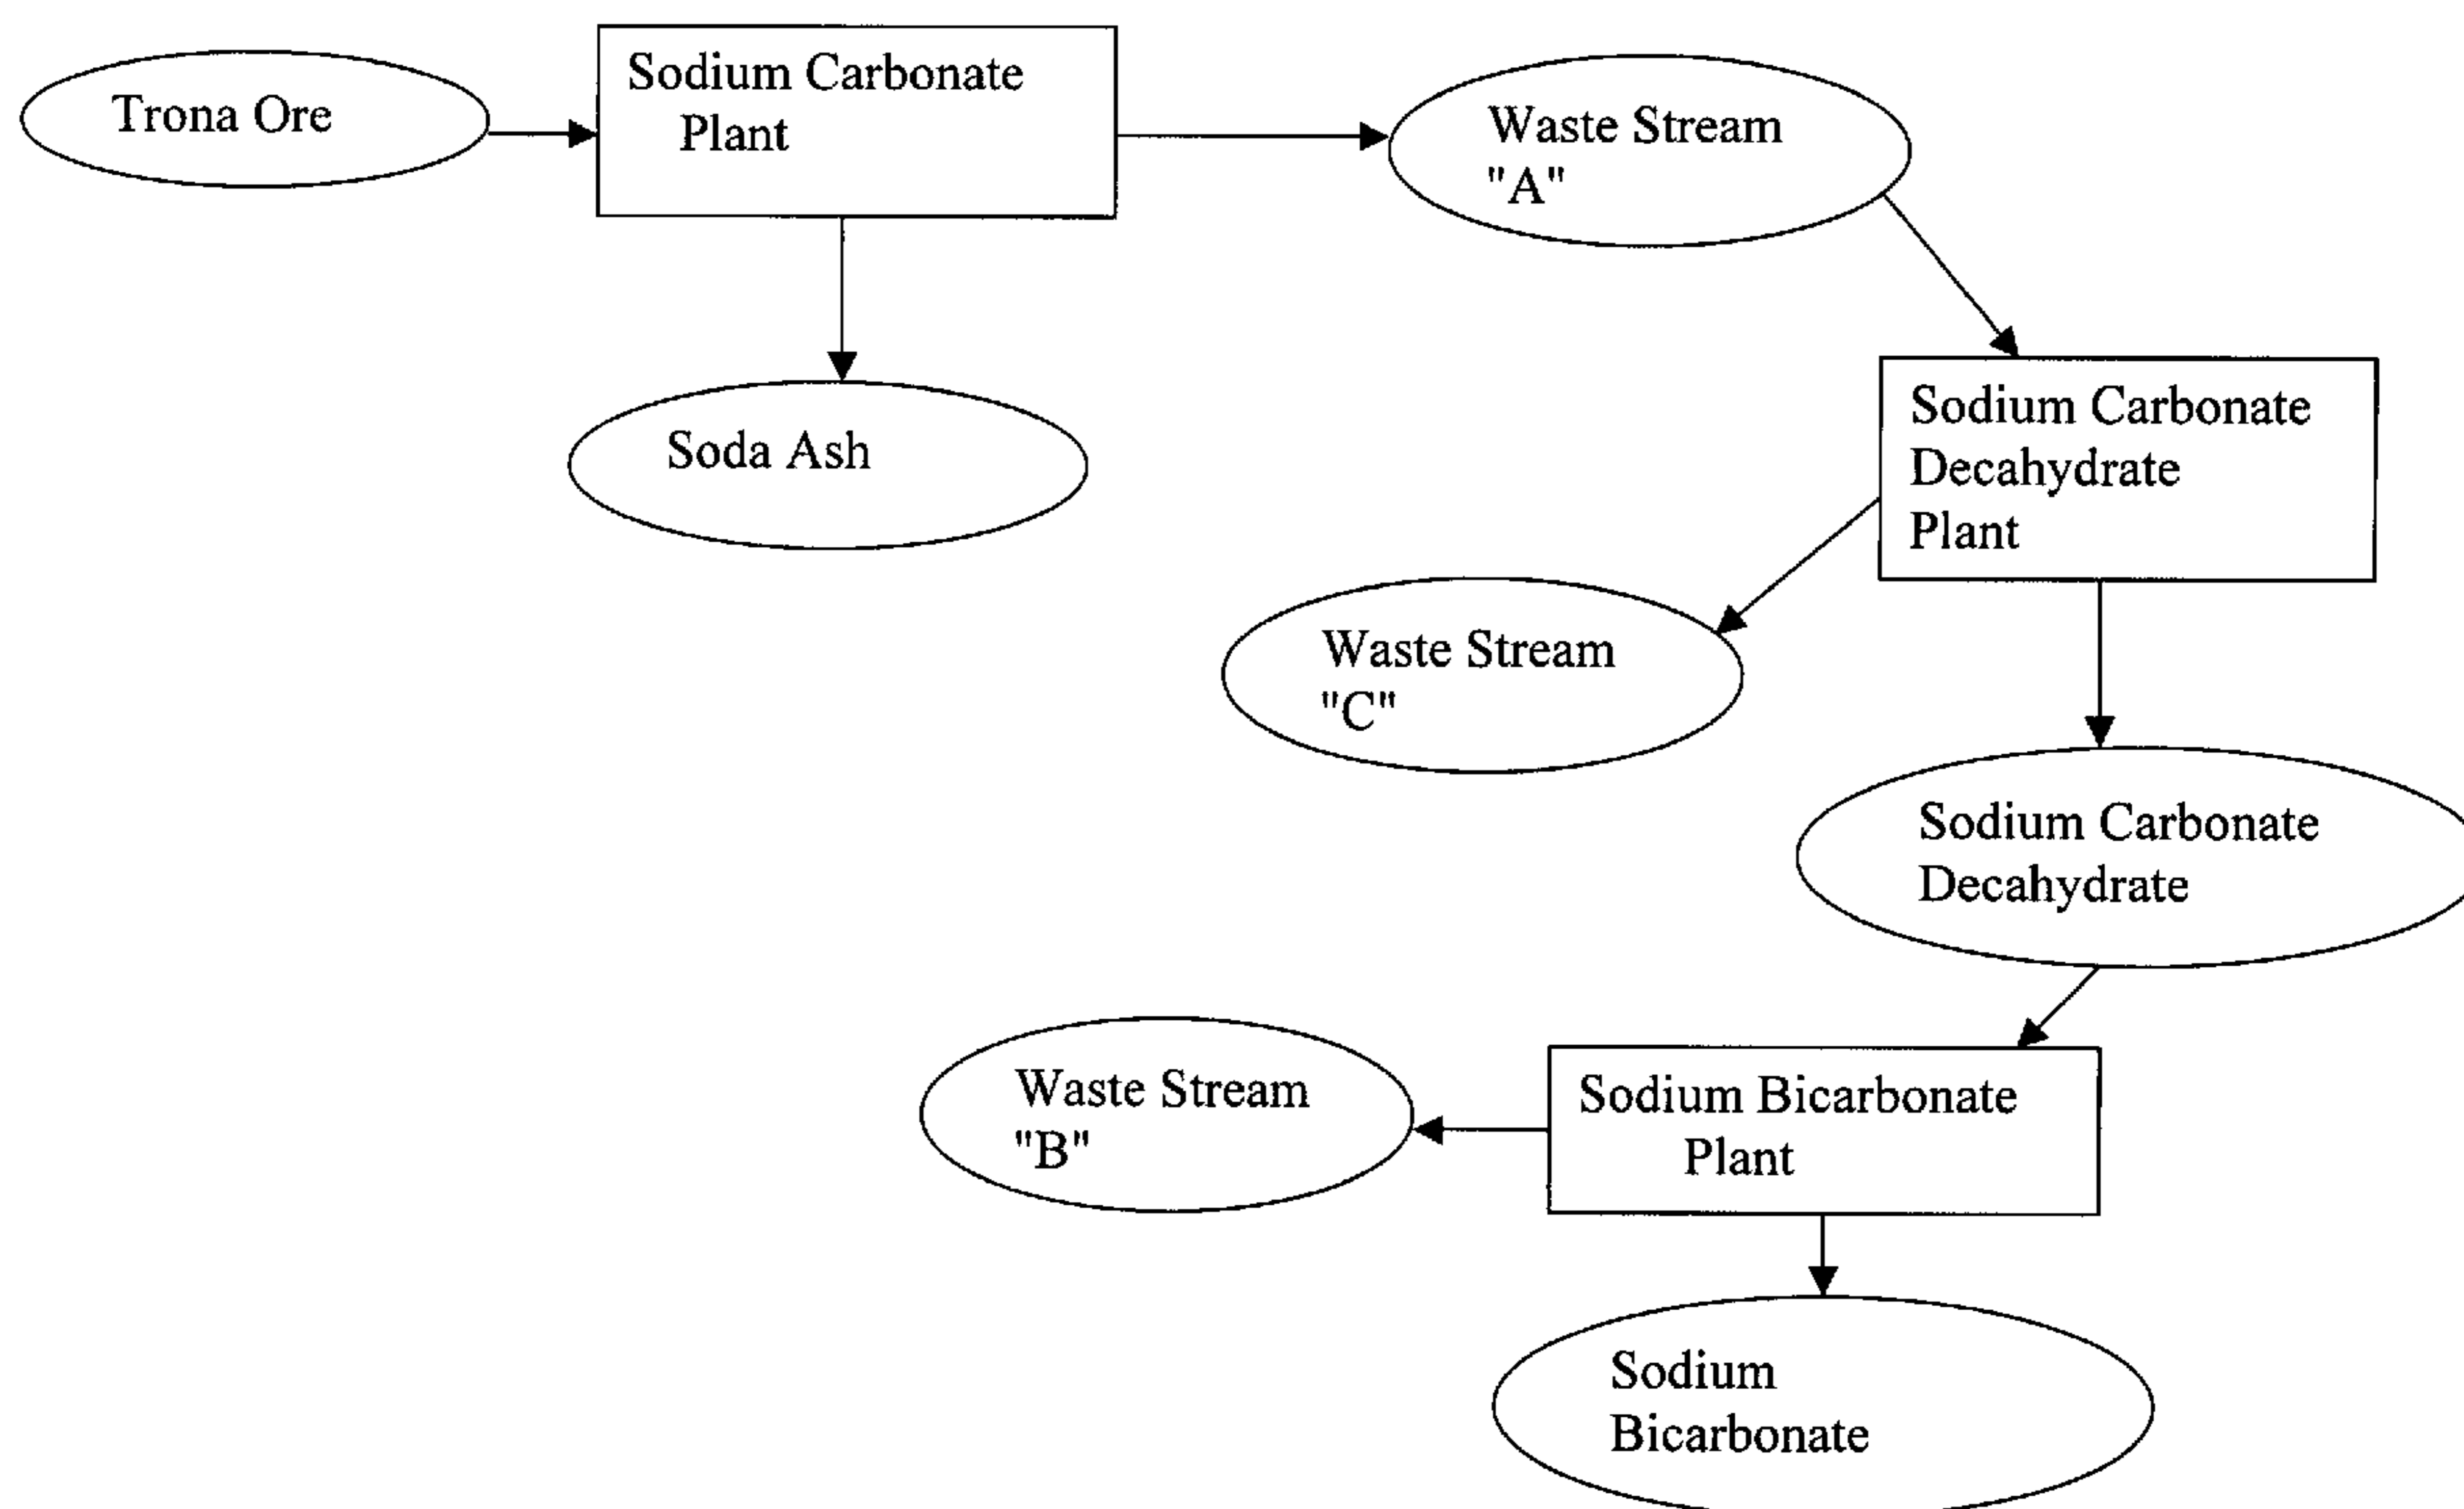 Trona Ore
Sodium Carbonate
Plant
Waste Stream
"A"
Soda Ash
Sodium Carbonate
Decahydrate
Plant
Waste Stream
"C"
Sodium Carbonate
Decahydrate
Waste Stream
"B"
Sodium Bicarbonate
Plant
Sodium
Bicarbonate